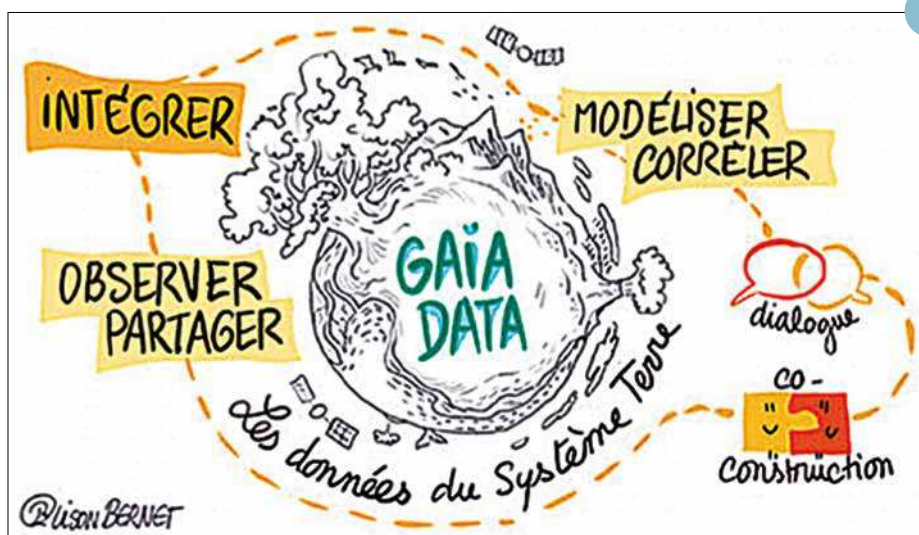 INTÉGRER
MODÉLISER
CORRÉLER
OBSERVER
PARTAGER
GAÏA
DATA
dialogue
co-
construction
Les données du Système Terre
@LISON BERNET